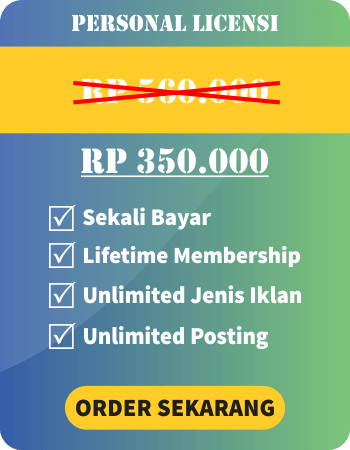 PERSONAL LICENSI
RP 560.000
RP 350.000
Sekali Bayar
Lifetime Membership
Unlimited Jenis Iklan
Unlimited Posting
ORDER SEKARANG